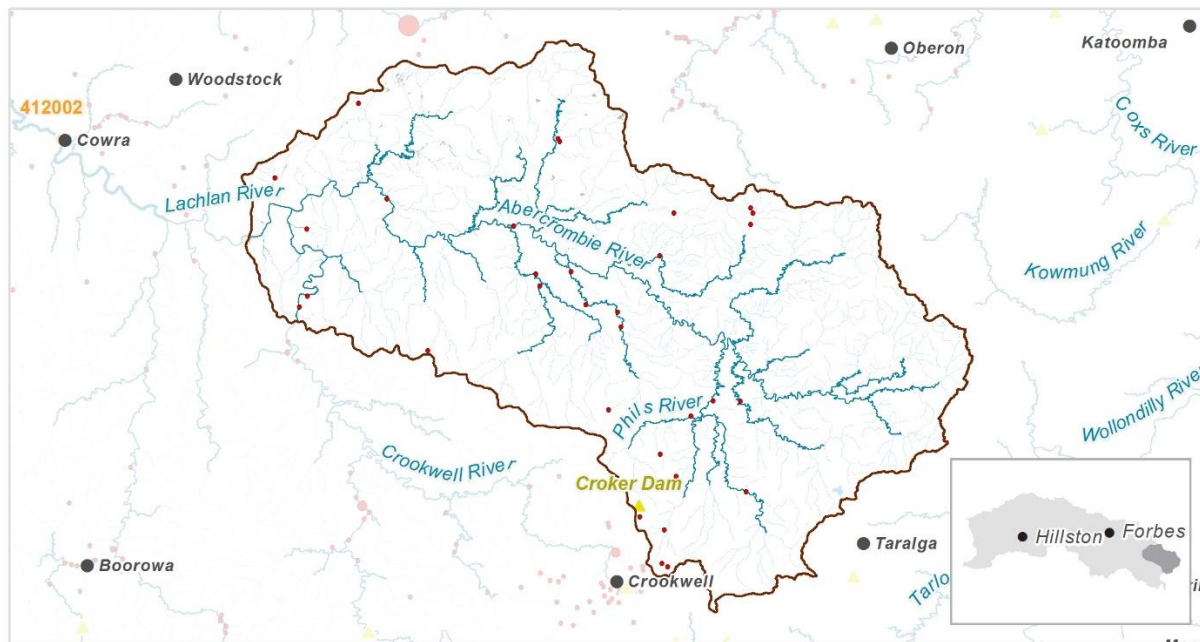 Oberon
Katoomba
Woodstock
412002
Cowra
Coxs River
Lachlan River
Abercrombie River
Kowmung River
Phils River
Wollondilly River
Crookwell River
Croker Dam
Hillston
Forbes
Taralga
Boorowa
Crookwell